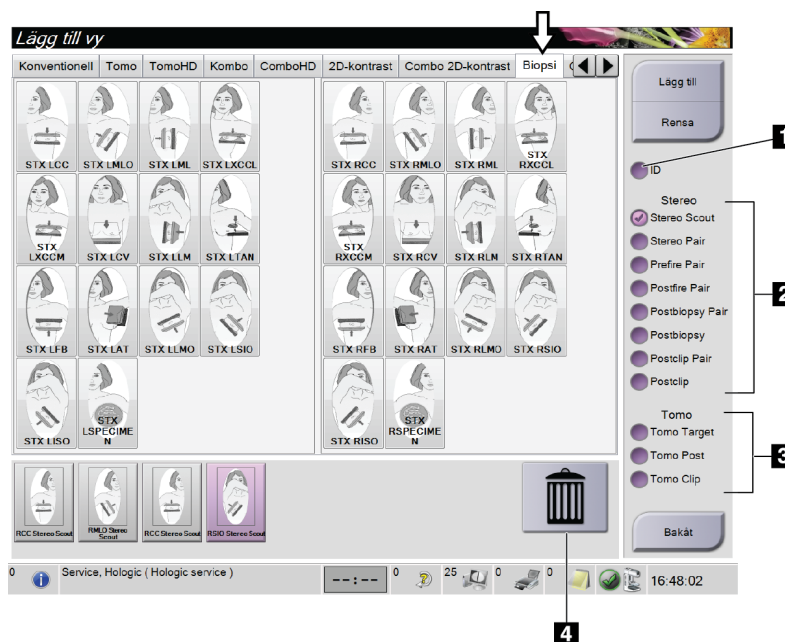 Lägg till vy
Konventionell Tomo TomoHD Kombo ComboHD 2D-kontrast Combo 2D-kontrast Biopsi
STX LCC STX LMLO STX LML STX LXCCL STX RCC STX RMLO STX RML STX RXCCL
STX LXCCM STX LCV STX LLM STX LTAN STX RXCCM STX RCV STX RLM STX RTAN
STX LFB STX LAT STX LLMO STX LSIO STX RFB STX RAT STX RLMO STX RSIO
STX LISO STX LSPECIMEN STX RISO STX RSPECIMEN
RCC Stereo Scout RMLO Stereo Scout RCC Stereo Scout RSIO Stereo Scout
Lägg till
Rensa
ID
Stereo
Stereo Scout
Stereo Pair
Prefire Pair
Postfire Pair
Postbiopsy Pair
Postbiopsy
Postclip Pair
Postclip
Tomo
Tomo Target
Tomo Post
Tomo Clip
Bakåt
1
2
3
4
0 Service, Hologic ( Hologic service ) --:-- 0 25 0 0 16:48:02